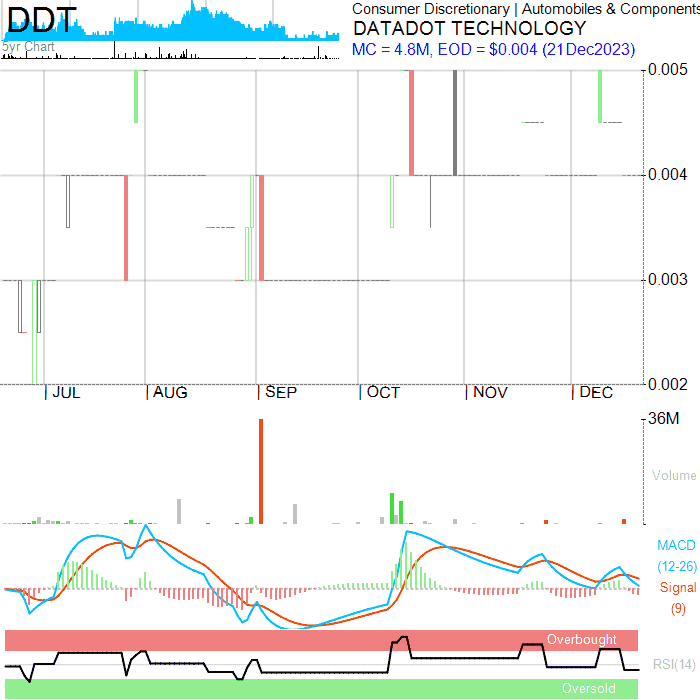 DDT
5yr Chart
Consumer Discretionary | Automobiles & Components
DATADOT TECHNOLOGY
MC = 4.8M, EOD = $0.004 (21Dec2023)
0.005
0.004
0.003
0.002
JUL AUG SEP OCT NOV DEC
36M
Volume
MACD
(12-26)
Signal
(9)
Overbought
RSI(14)
Oversold